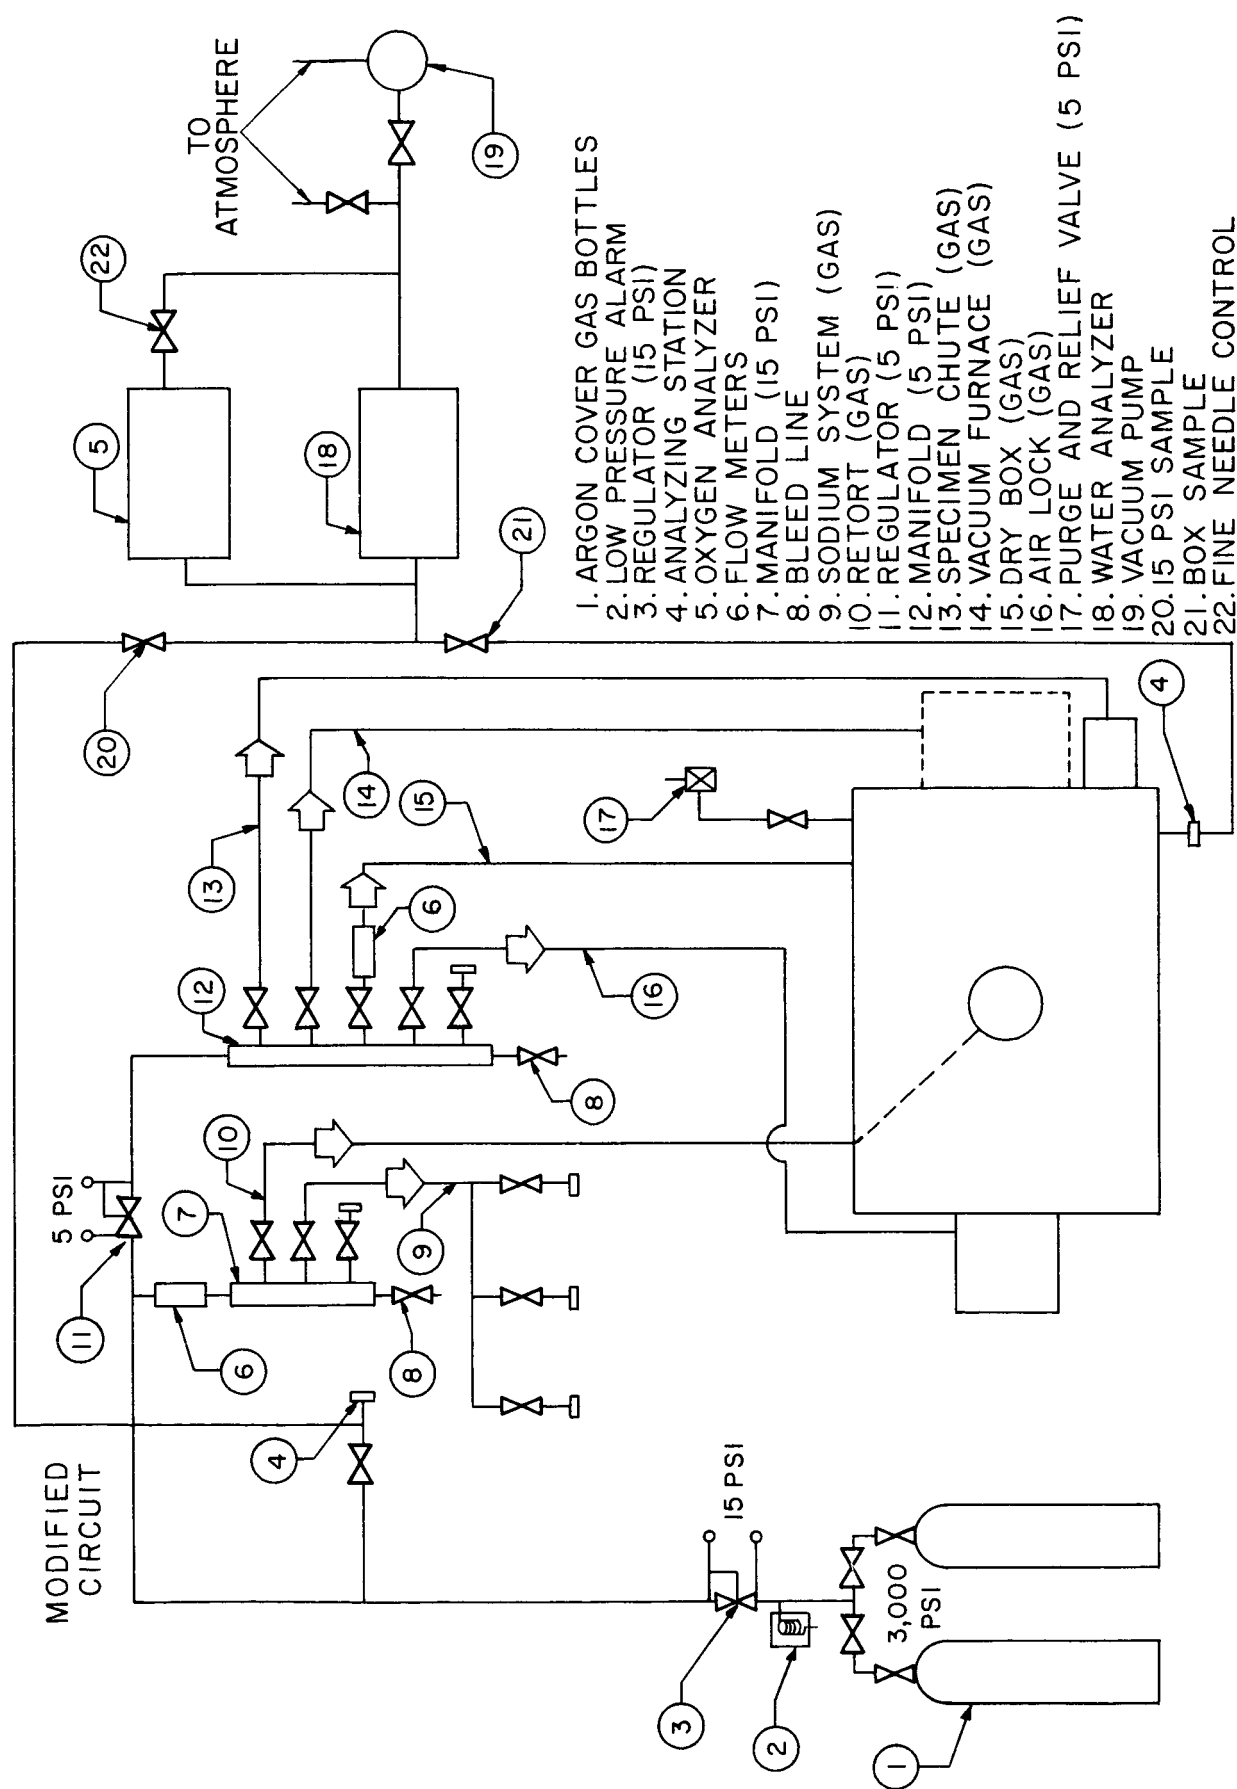 MODIFIED
CIRCUIT
TO
ATMOSPHERE
5 PSI
15 PSI
3,000
PSI
1
2
3
4
4
5
6
6
7
8
8
9
10
11
12
13
14
15
16
17
18
19
20
21
22
1. ARGON COVER GAS BOTTLES
2. LOW PRESSURE ALARM
3. REGULATOR (15 PSI)
4. ANALYZING STATION
5. OXYGEN ANALYZER
6. FLOW METERS
7. MANIFOLD (15 PSI)
8. BLEED LINE
9. SODIUM SYSTEM (GAS)
10. RETORT (GAS)
11. REGULATOR (5 PSI)
12. MANIFOLD (5 PSI)
13. SPECIMEN CHUTE (GAS)
14. VACUUM FURNACE (GAS)
15. DRY BOX (GAS)
16. AIR LOCK (GAS)
17. PURGE AND RELIEF VALVE (5 PSI)
18. WATER ANALYZER
19. VACUUM PUMP
20. 15 PSI SAMPLE
21. BOX SAMPLE
22. FINE NEEDLE CONTROL